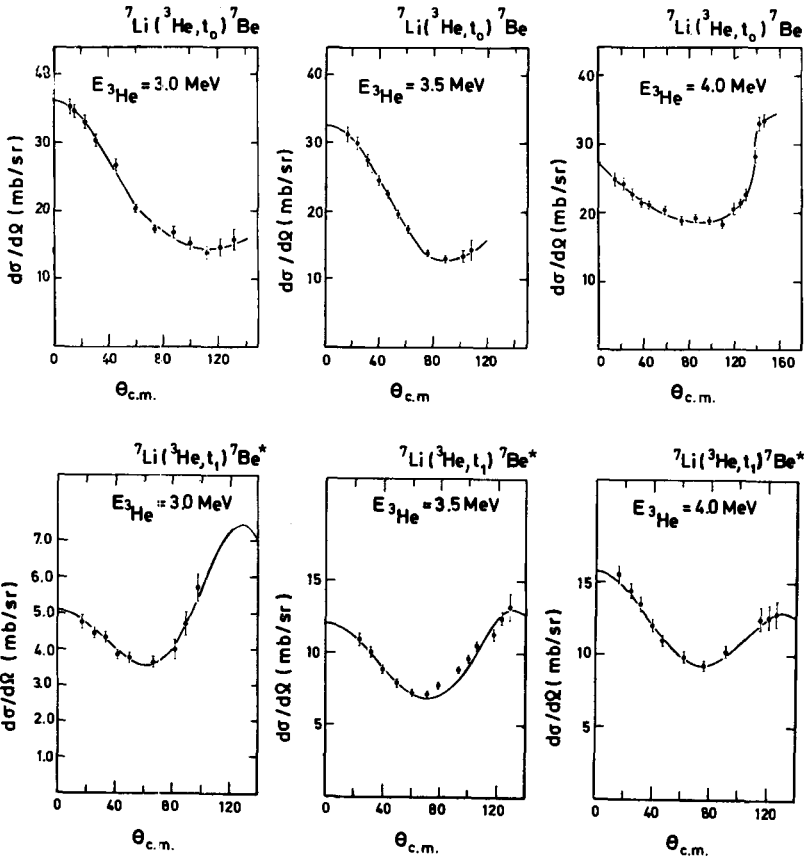 ⁷Li(³He,t₀)⁷Be
E₃He = 3.0 MeV
dσ/dΩ (mb/sr)
40
30
20
10
0 40 80 120
θc.m.
⁷Li(³He,t₀)⁷Be
E₃He = 3.5 MeV
dσ/dΩ (mb/sr)
40
30
20
10
0 40 80 120
θc.m
⁷Li(³He,t₀)⁷Be
E₃He = 4.0 MeV
dσ/dΩ (mb/sr)
40
30
20
10
0 40 80 120 160
θc.m.
⁷Li(³He,t₁)⁷Be*
E₃He = 3.0 MeV
dσ/dΩ (mb/sr)
7.0
6.0
5.0
4.0
3.0
2.0
1.0
0 40 80 120
θc.m.
⁷Li(³He,t₁)⁷Be*
E₃He = 3.5 MeV
dσ/dΩ (mb/sr)
15
10
5
0 40 80 120
θc.m.
⁷Li(³He,t₁)⁷Be*
E₃He = 4.0 MeV
dσ/dΩ (mb/sr)
15
10
5
0 40 80 120
θc.m.